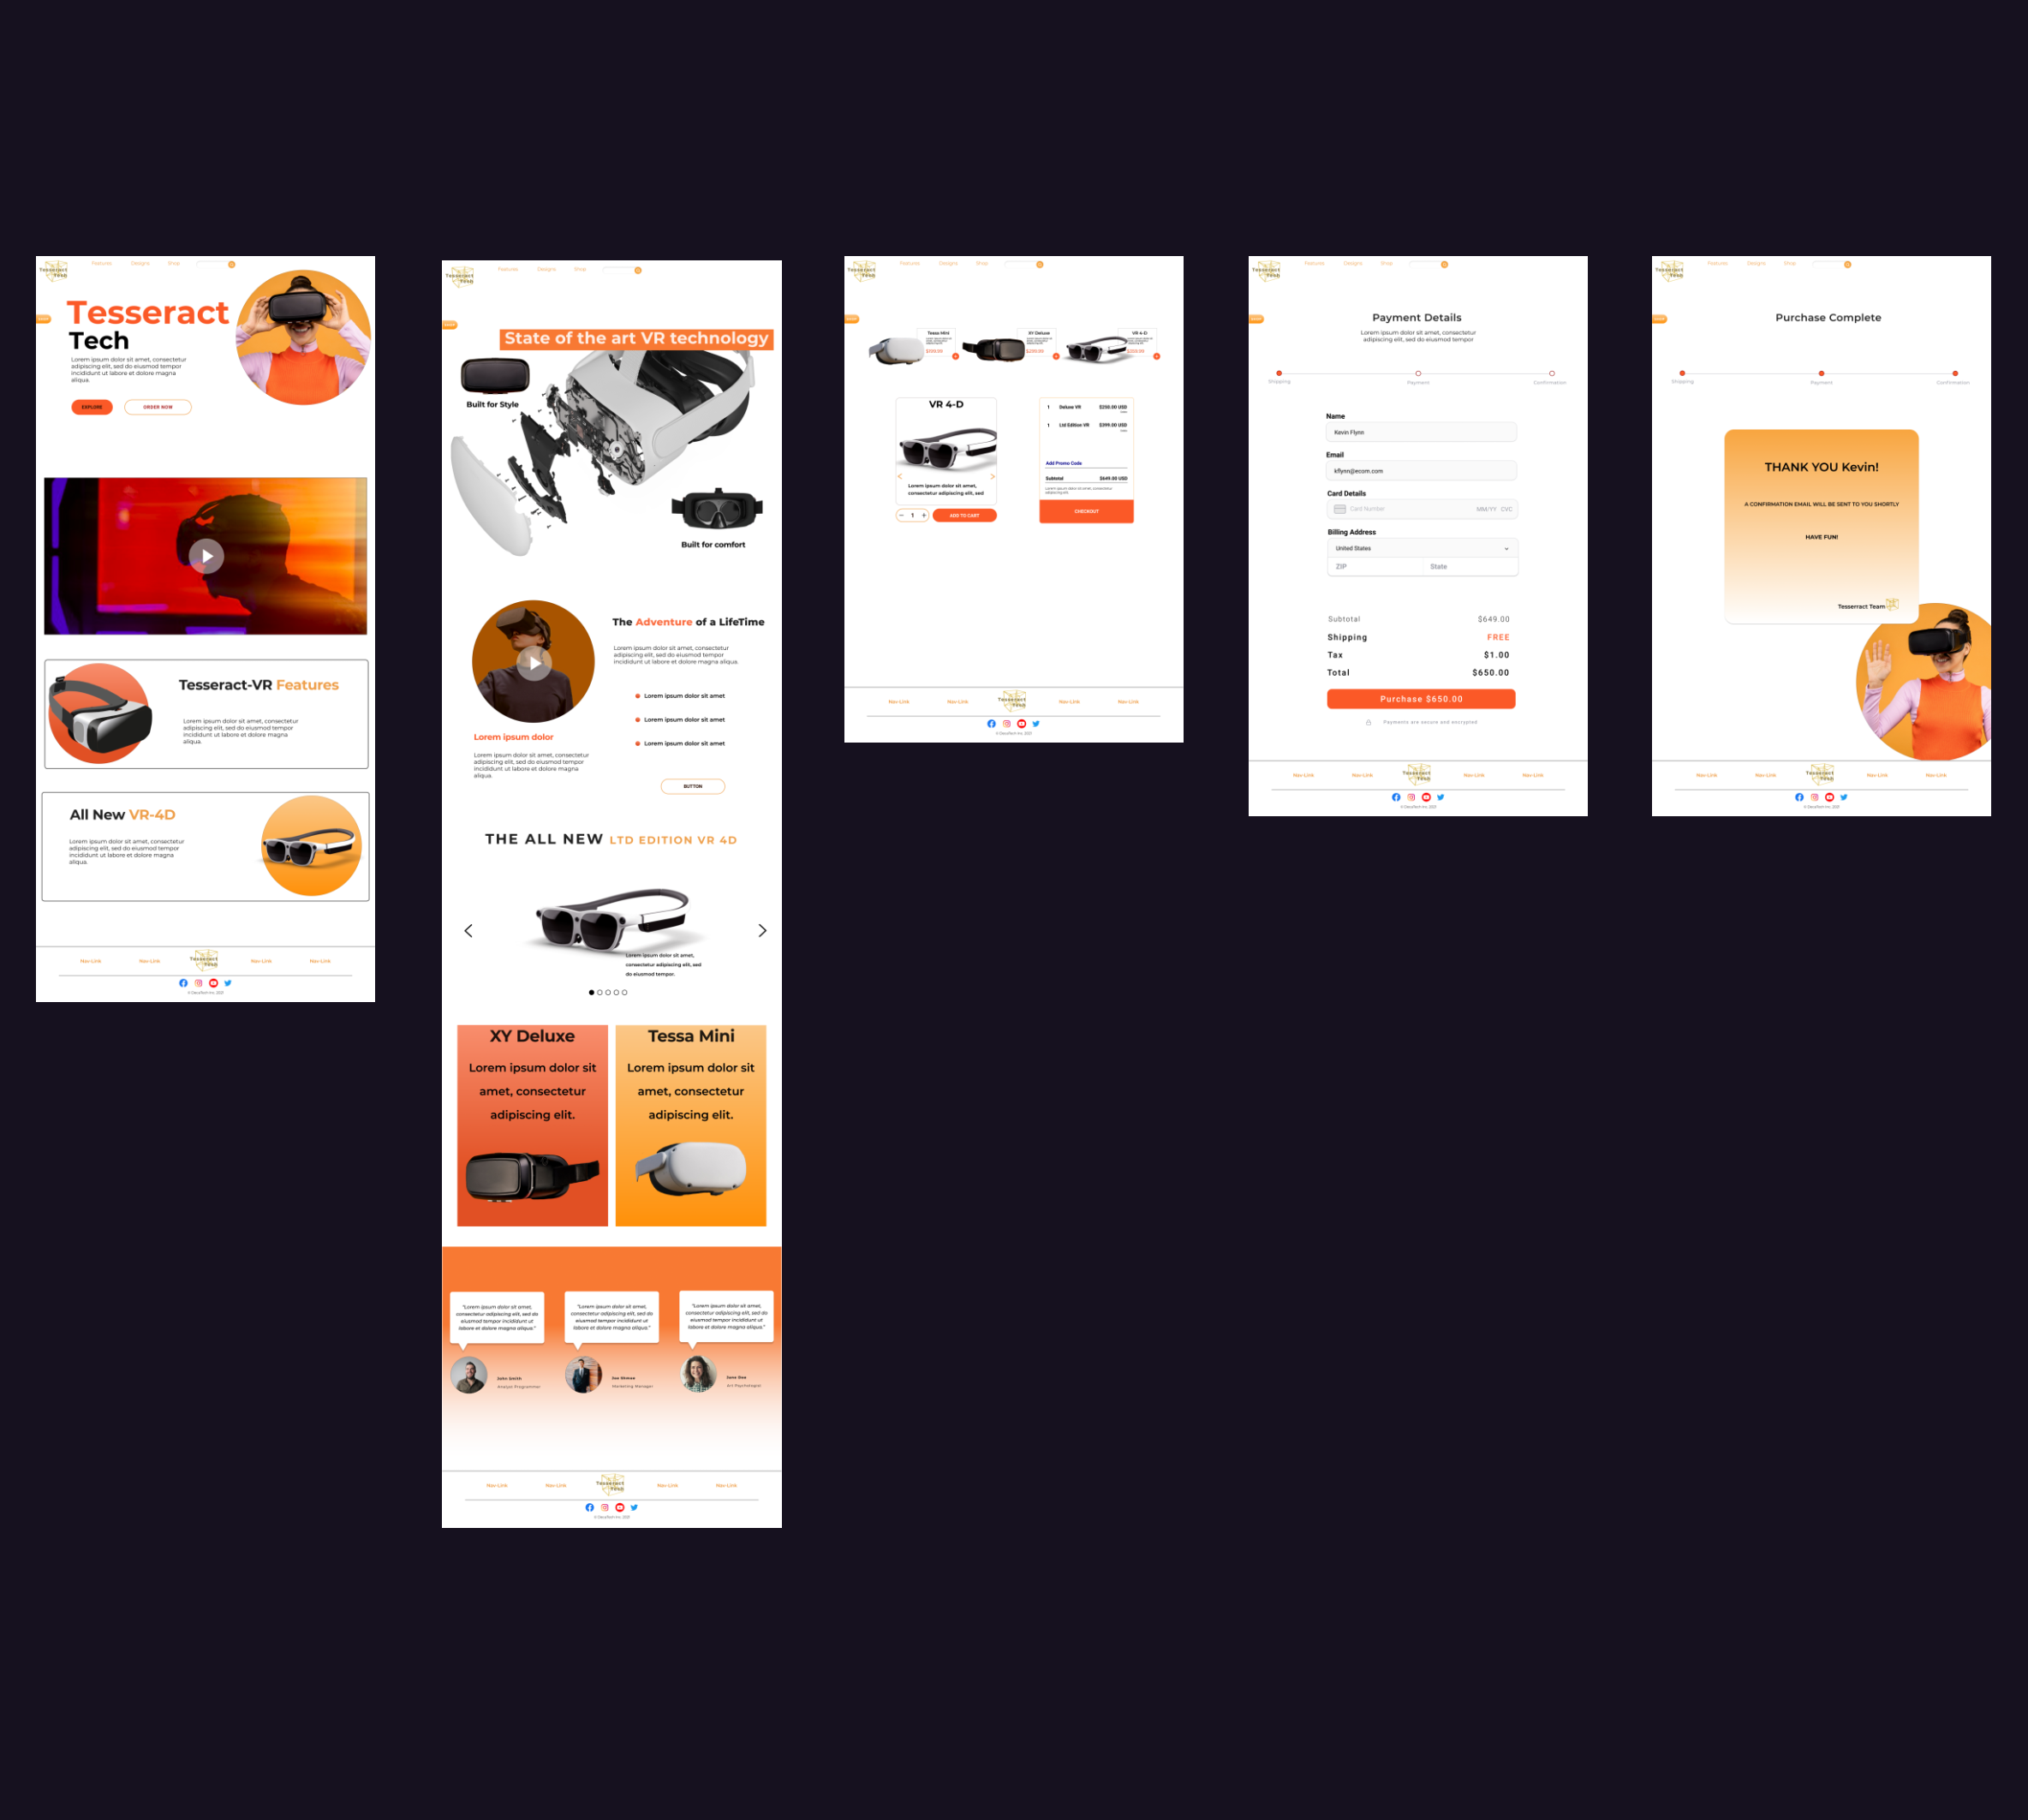 Tesseract
Tech
Features
Designs
Shop
Tesseract
Tech
Lorem ipsum dolor sit amet, consectetur
adipiscing elit, sed do eiusmod tempor
incididunt ut labore et dolore magna
aliqua.
EXPLORE
ORDER NOW
Tesseract-VR Features
Lorem ipsum dolor sit amet, consectetur
adipiscing elit, sed do eiusmod tempor
incididunt ut labore et dolore magna
aliqua.
All New VR-4D
Lorem ipsum dolor sit amet, consectetur
adipiscing elit, sed do eiusmod tempor
incididunt ut labore et dolore magna
aliqua.
Nav-Link
Nav-Link
Tesseract
Tech
Nav-Link
Nav-Link
Tesseract
Tech
Features
Designs
Shop
State of the art VR technology
Built for Style
Built for comfort
The Adventure of a LifeTime
Lorem ipsum dolor sit amet, consectetur
adipiscing elit, sed do eiusmod tempor
incididunt ut labore et dolore magna aliqua.
Lorem ipsum dolor sit amet
Lorem ipsum dolor sit amet
Lorem ipsum dolor sit amet
Lorem ipsum dolor
Lorem ipsum dolor sit amet, consectetur
adipiscing elit, sed do eiusmod tempor
incididunt ut labore et dolore magna
aliqua.
BUTTON
THE ALL NEW LTD EDITION VR 4D
Lorem ipsum dolor sit amet,
consectetur adipiscing elit, sed
do eiusmod tempor.
XY Deluxe
Lorem ipsum dolor sit
amet, consectetur
adipiscing elit.
Tessa Mini
Lorem ipsum dolor sit
amet, consectetur
adipiscing elit.
"Lorem ipsum dolor sit amet,
consectetur adipiscing elit, sed do
eiusmod tempor incididunt ut
labore et dolore magna aliqua."
John Smith
Analyst Programmer
"Lorem ipsum dolor sit amet,
consectetur adipiscing elit, sed do
eiusmod tempor incididunt ut
labore et dolore magna aliqua."
Marketing Manager
"Lorem ipsum dolor sit amet,
consectetur adipiscing elit, sed do
eiusmod tempor incididunt ut
labore et dolore magna aliqua."
Jane Doe
Nav-Link
Nav-Link
Tesseract
Tech
Nav-Link
Nav-Link
Tesseract
Tech
Features
Designs
Shop
Tessa Mini
XY Deluxe
VR 4-D
VR 4-D
Lorem ipsum dolor sit amet,
consectetur adipiscing elit, sed
1
ADD TO CART
1 Deluxe VR $250.00 USD
1 Ltd Edition VR $399.00 USD
Add Promo Code
Subtotal $649.00 USD
Lorem ipsum dolor sit amet, consectetur
adipiscing elit
CHECKOUT
Nav-Link
Nav-Link
Tesseract
Tech
Nav-Link
Nav-Link
Tesseract
Tech
Features
Designs
Shop
Payment Details
Lorem ipsum dolor sit amet, consectetur
adipiscing elit, sed do eiusmod tempor
Shipping
Payment
Confirmation
Name
Kevin Flynn
Email
kflynn@ecom.com
Card Details
Card Number MM/YY CVC
Billing Address
United States
ZIP State
Subtotal $649.00
Shipping FREE
Tax $1.00
Total $650.00
Purchase $650.00
Payments are secure and encrypted
Nav-Link
Nav-Link
Tesseract
Tech
Nav-Link
Nav-Link
Tesseract
Tech
Features
Designs
Shop
Purchase Complete
Shipping
Payment
Confirmation
THANK YOU Kevin!
A CONFIRMATION EMAIL WILL BE SENT TO YOU SHORTLY
HAVE FUN!
Tesserract Team
Nav-Link
Nav-Link
Tesseract
Tech
Nav-Link
Nav-Link